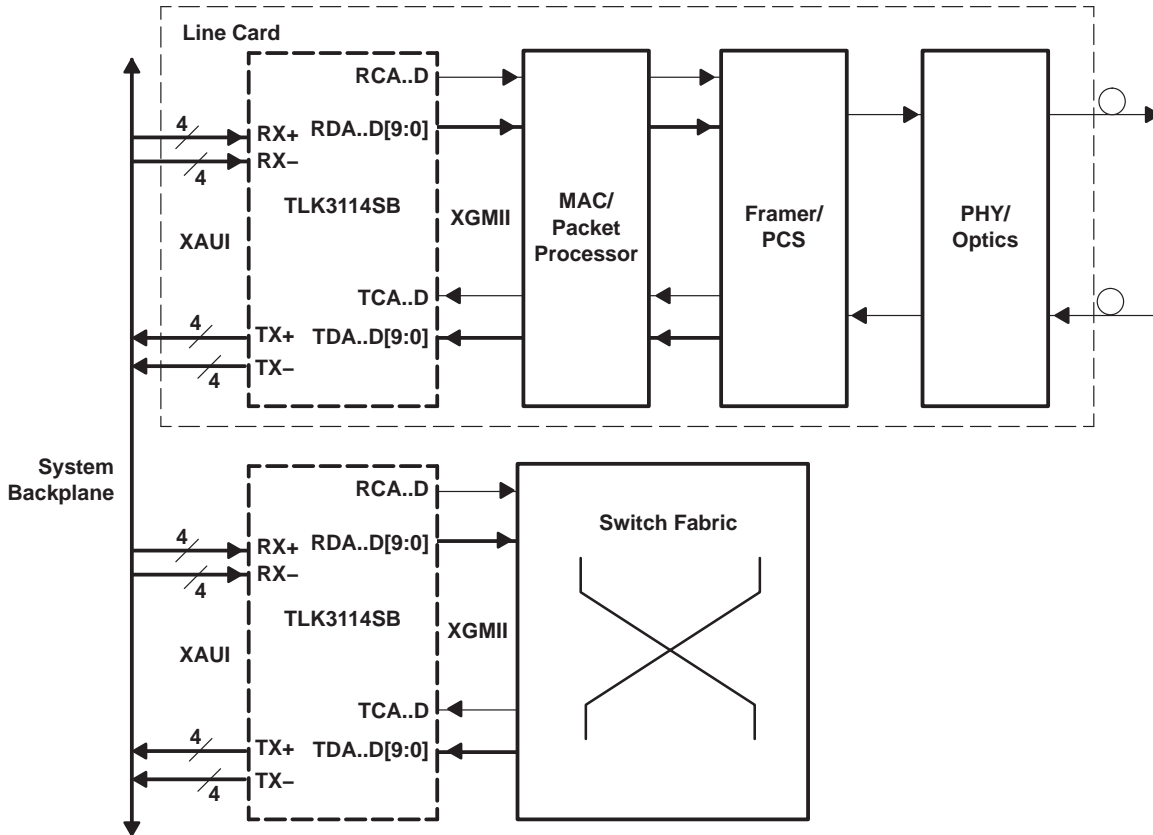 Line Card
RCA..D
4
RX+
RDA..D[9:0]
RX–
4
TLK3114SB
XGMII
XAUI
MAC/
Packet
Processor
Framer/
PCS
PHY/
Optics
TCA..D
4
TX+
TDA..D[9:0]
TX–
4
System
Backplane
RCA..D
4
RX+
RDA..D[9:0]
RX–
4
TLK3114SB
XGMII
XAUI
Switch Fabric
TCA..D
4
TX+
TDA..D[9:0]
TX–
4